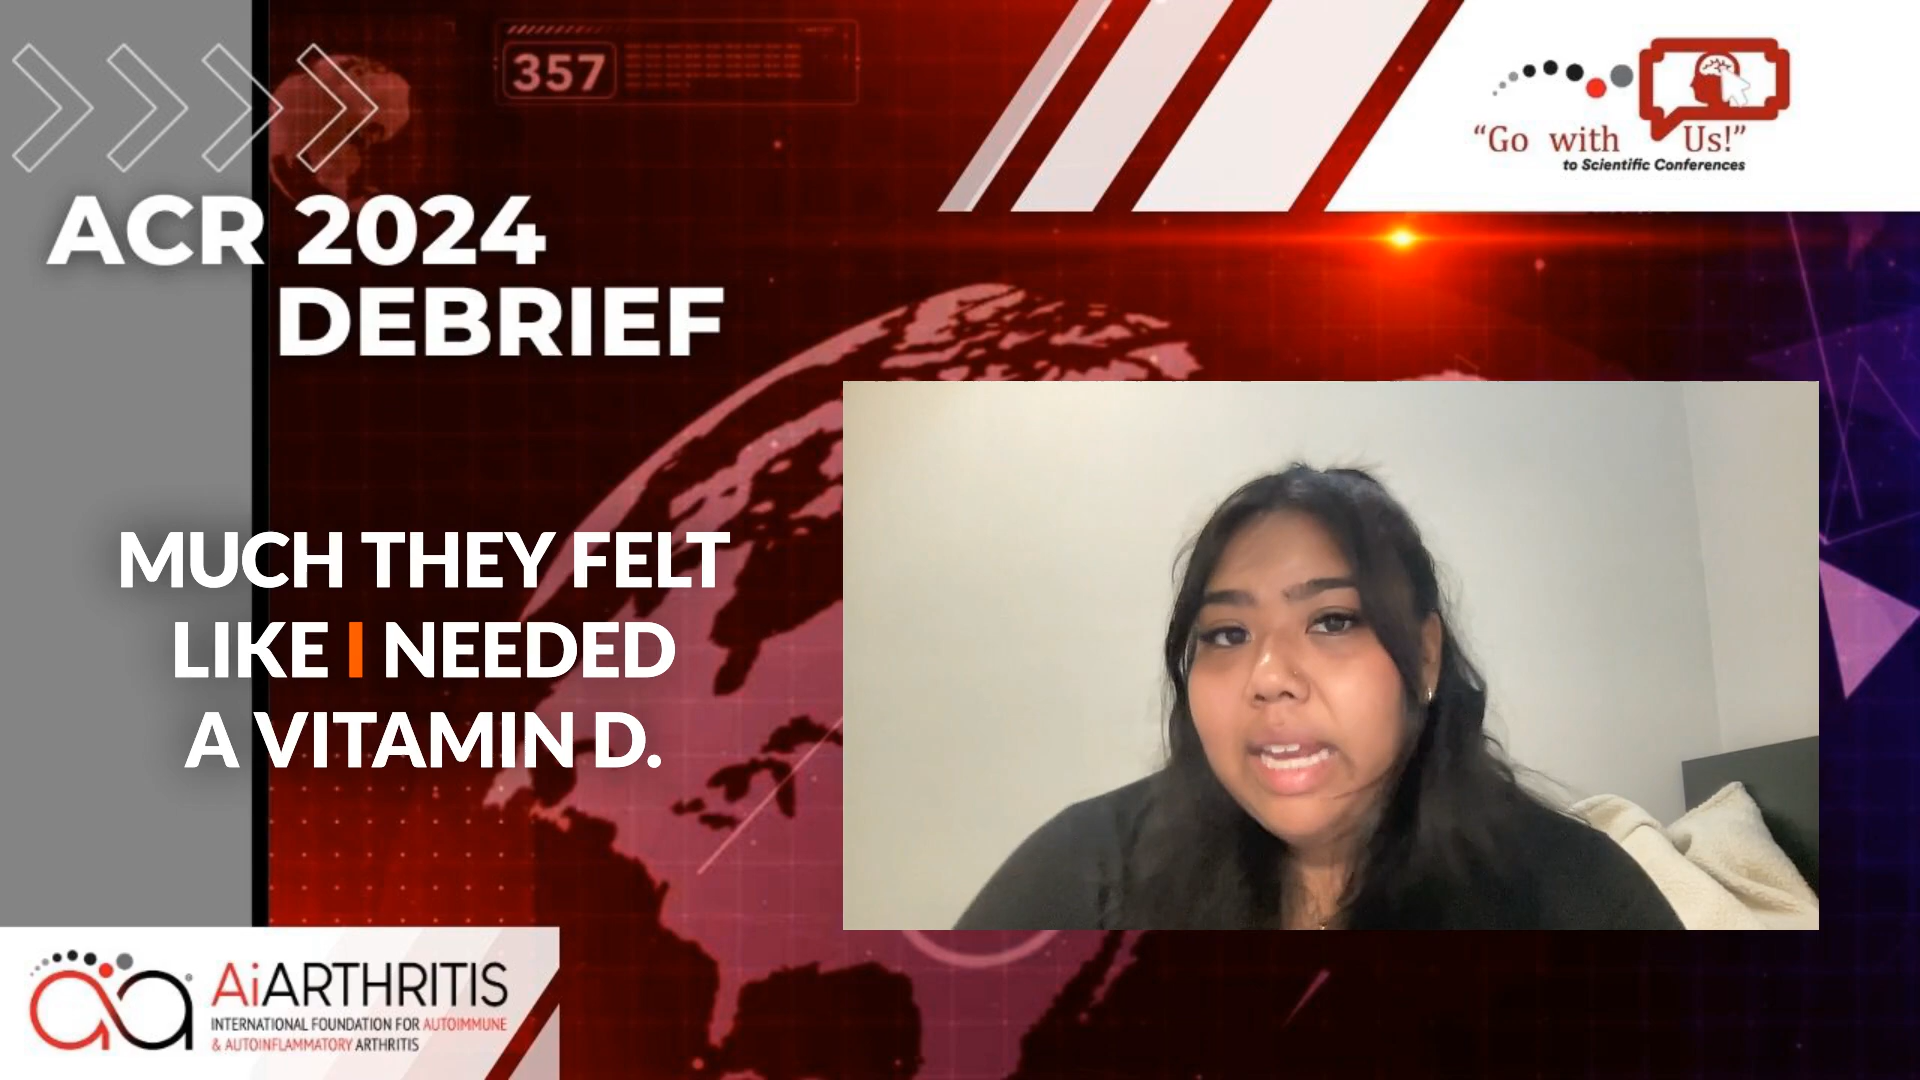 357
“Go with Us!”
to Scientific Conferences
ACR 2024
DEBRIEF
MUCH THEY FELT
LIKE I NEEDED
A VITAMIN D.
AiARTHRITIS
INTERNATIONAL FOUNDATION FOR AUTOIMMUNE
& AUTOINFLAMMATORY ARTHRITIS